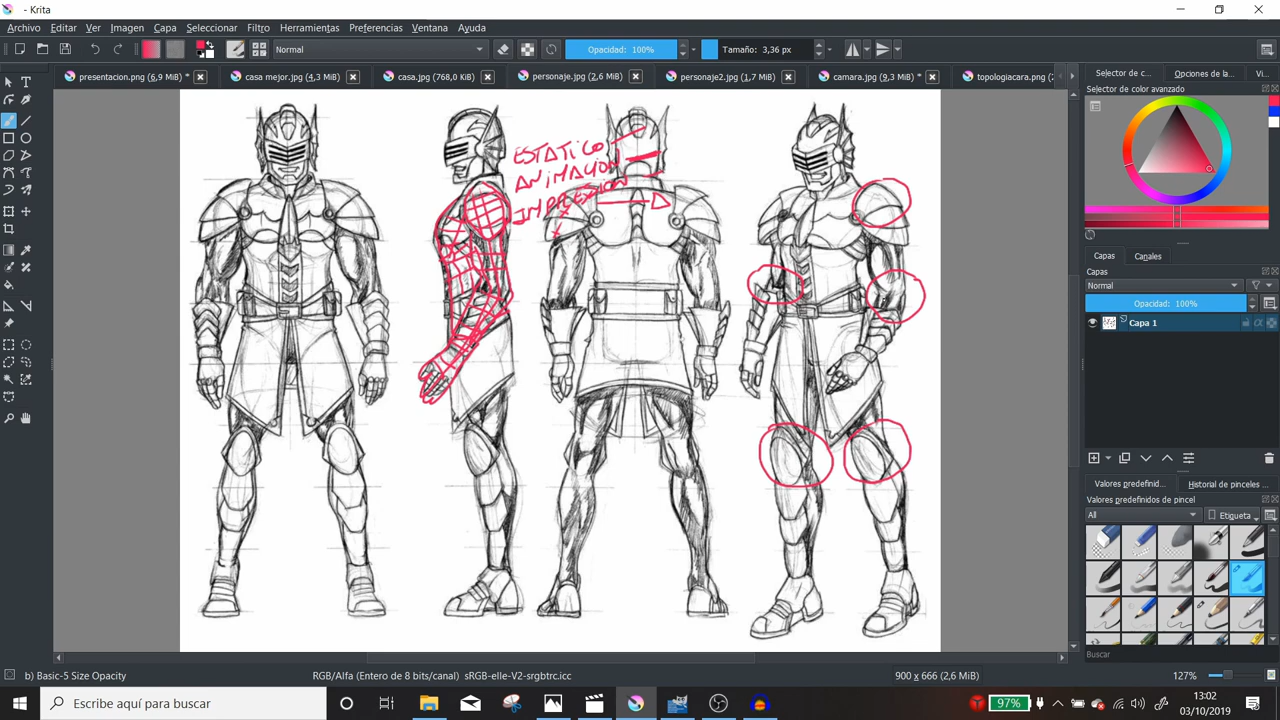 - Krita
Archivo Editar Ver Imagen Capa Seleccionar Filtro Herramientas Preferencias Ventana Ayuda
Normal Opacidad: 100% Tamaño: 3,36 px
presentacion.png (6,9 MiB) * casa mejor.jpg (4,3 MiB) casa.jpg (768,0 KiB) personaje.jpg (2,6 MiB) personaje2.jpg (1,7 MiB) camara.jpg (9,3 MiB) * topologiacara.png (2,
Selector de c... Opciones de la... Vi...
Selector de color avanzado
ESTATICO
ANIMACION
IMPRESION
Capas Canales
Capas
Normal
Opacidad: 100%
Capa 1
Valores predefinid... Historial de pinceles ...
Valores predefinidos de pincel
All Etiqueta
Buscar
b) Basic-5 Size Opacity RGB/Alfa (Entero de 8 bits/canal) sRGB-elle-V2-srgbtrc.icc 900 x 666 (2,6 MiB) 127%
Escribe aquí para buscar 97% 13:02
03/10/2019